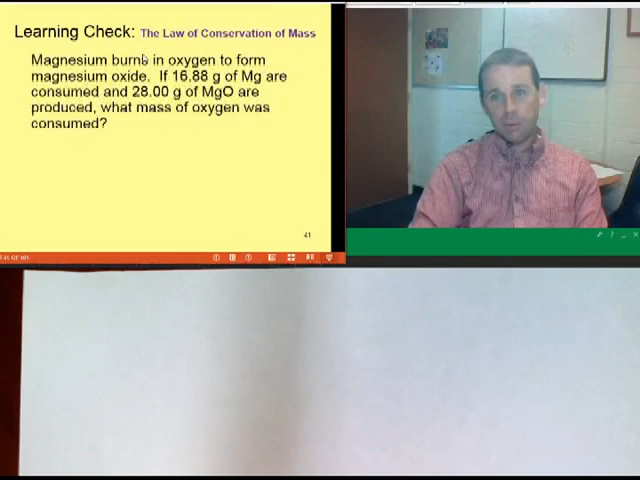 Learning Check: The Law of Conservation of Mass
Magnesium burns in oxygen to form
magnesium oxide. If 16.88 g of Mg are
consumed and 28.00 g of MgO are
produced, what mass of oxygen was
consumed?
41